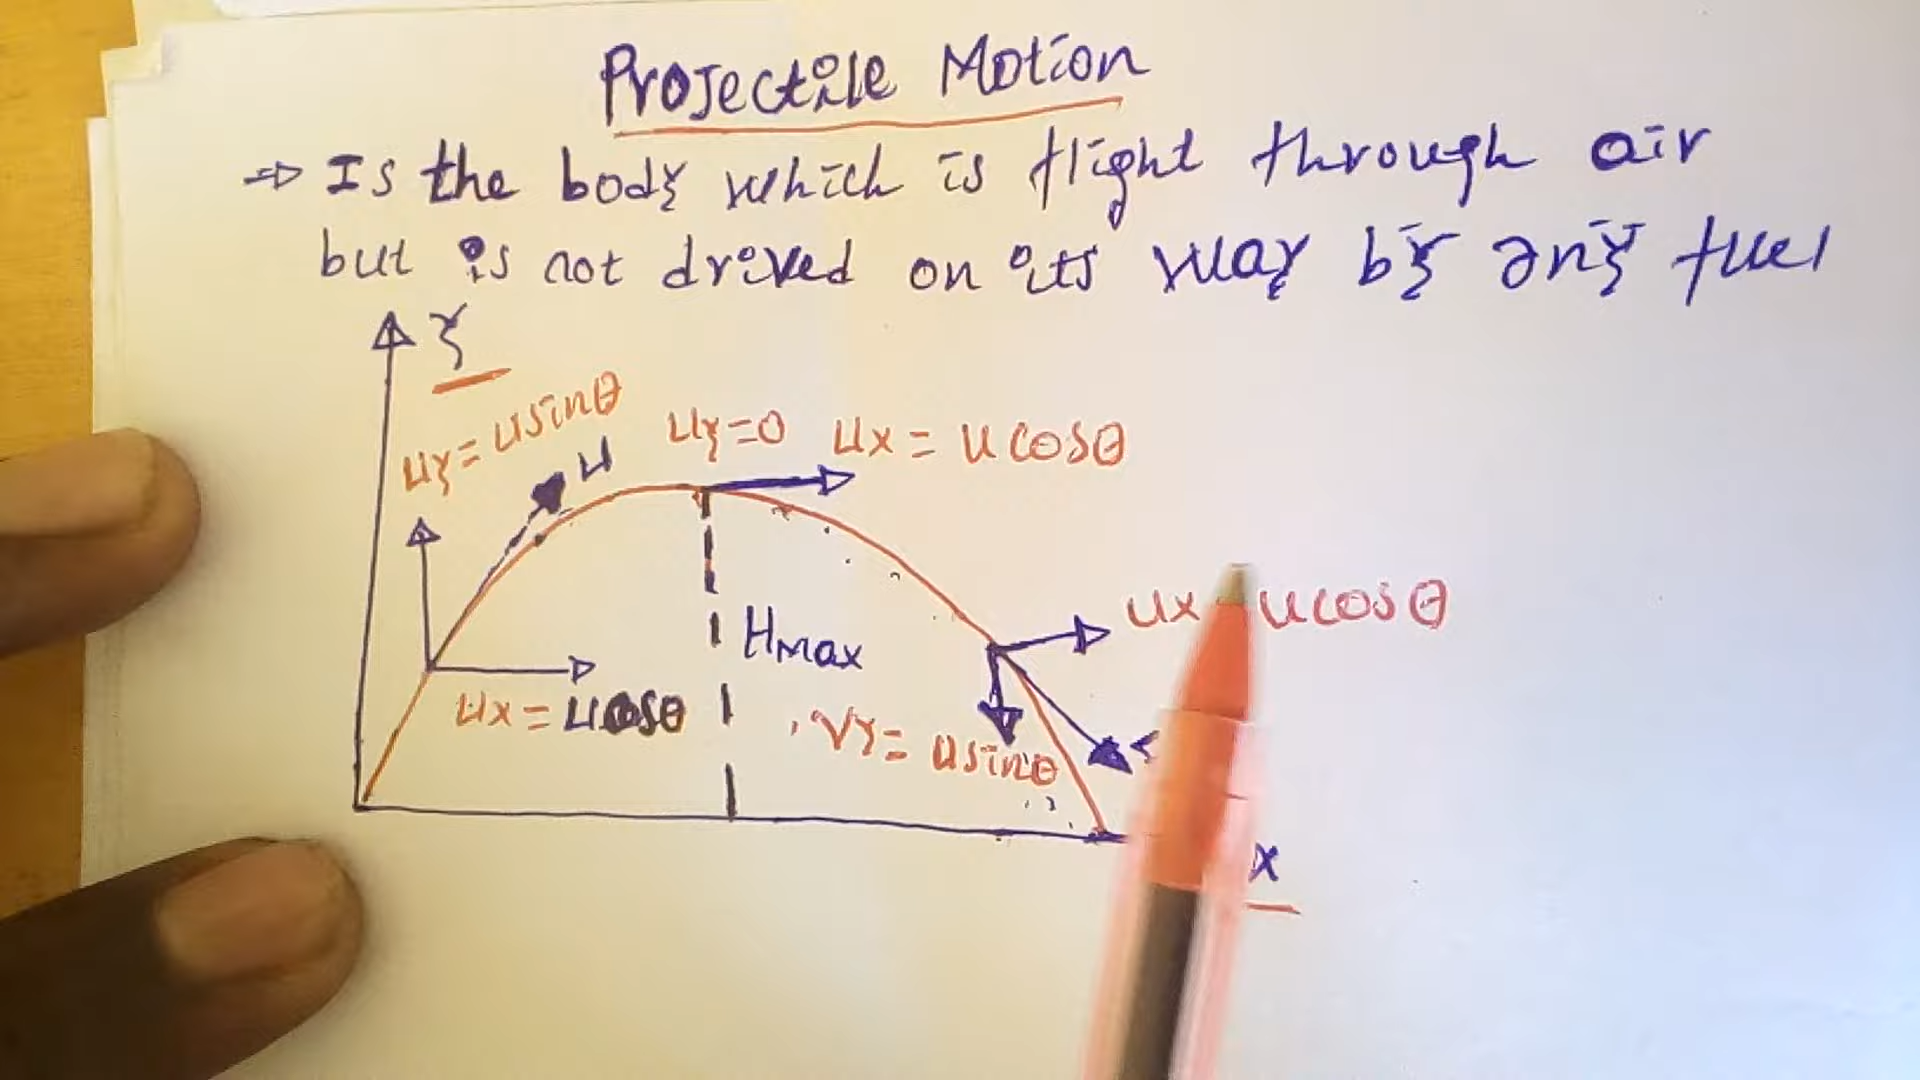 Projectile Motion
⇒ Is the body which is flight through air
but is not drived on its way by any fuel
y
uy = usinθ
u
uy=0 ux = u cosθ
ux ucosθ
Hmax
ux = ucosθ
Vy = usinθ
x